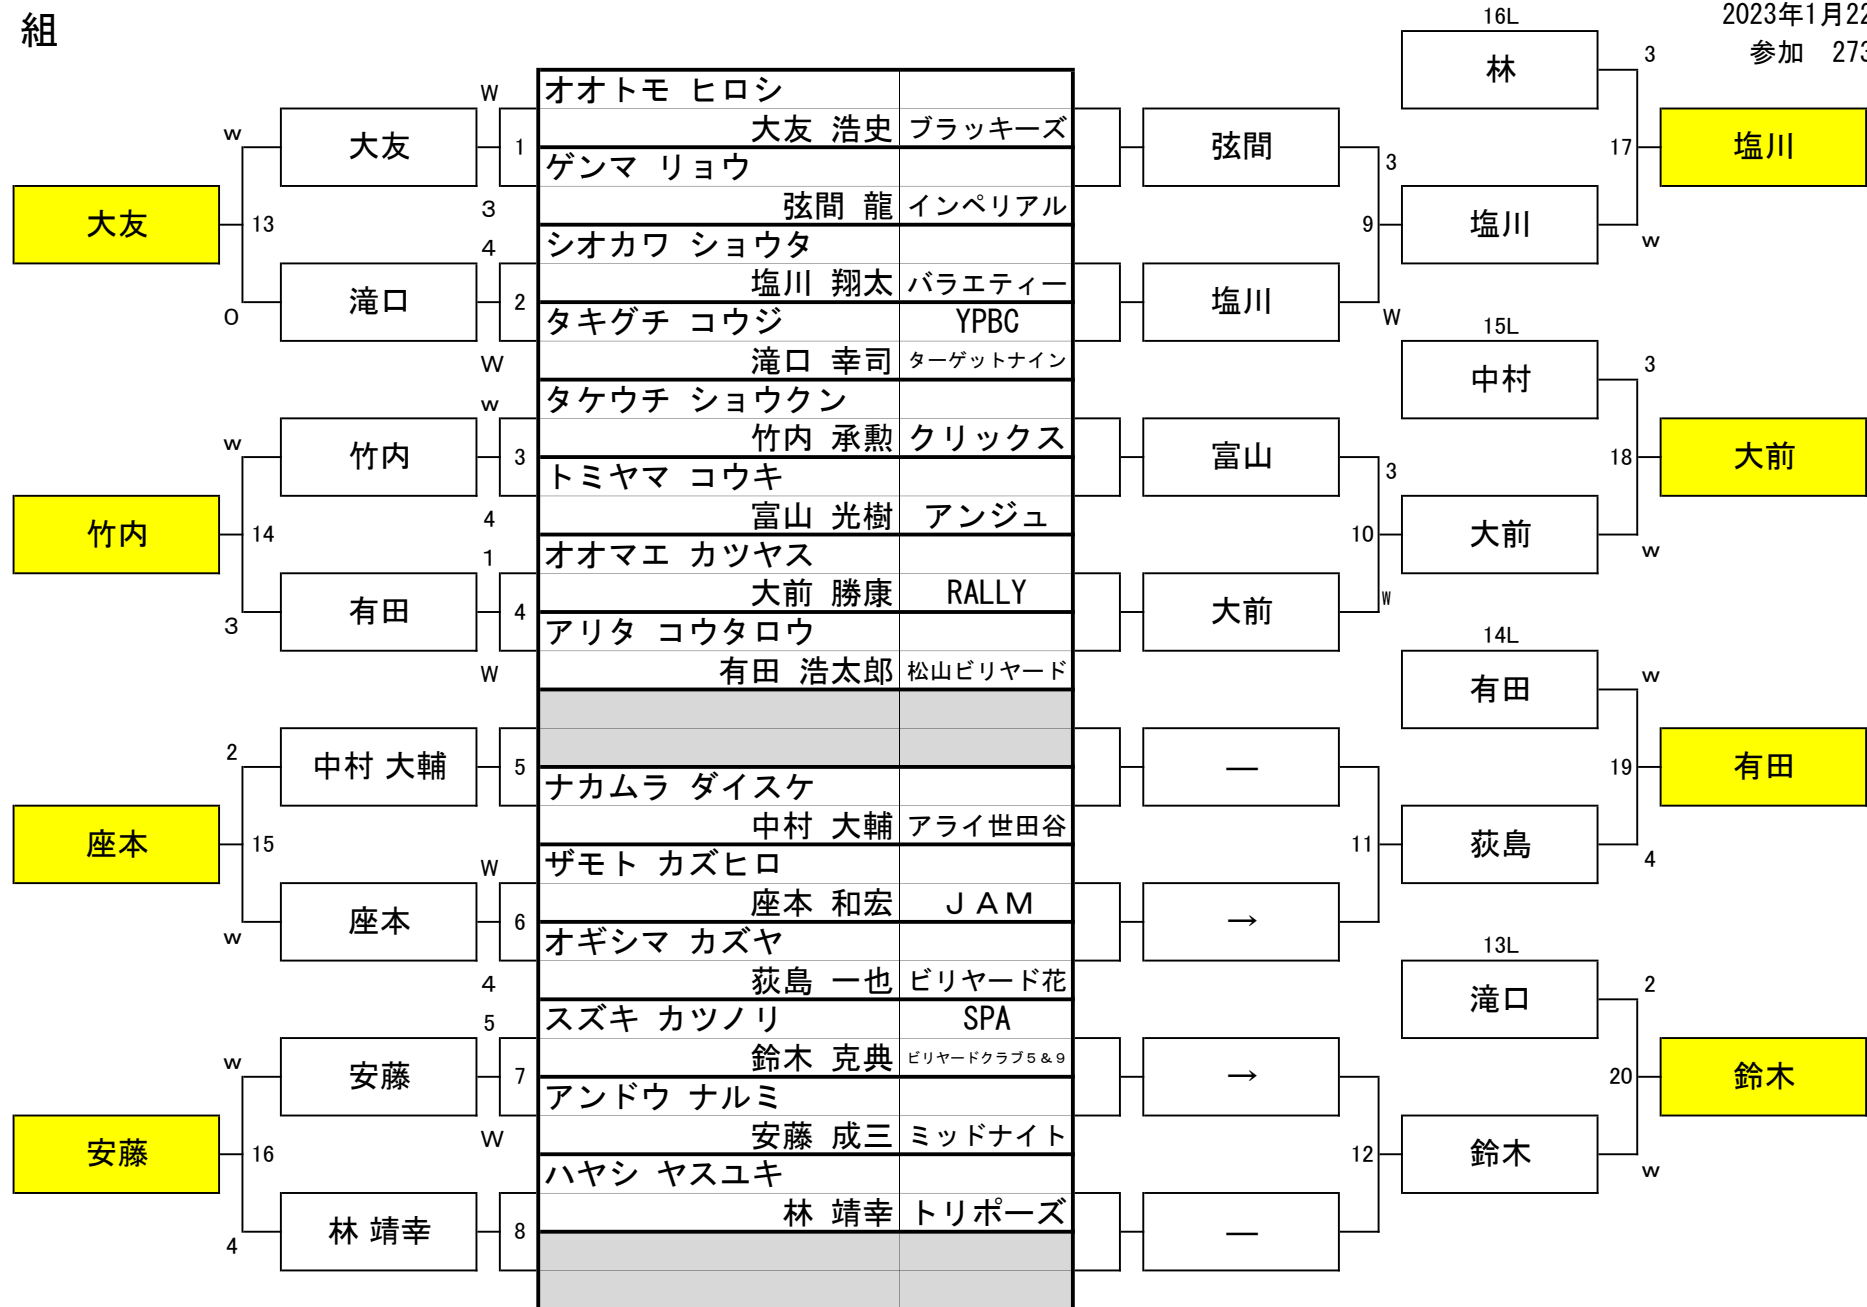 組
2023年1月22
参加 273
16L
林
3
W
オオトモ ヒロシ
大友 浩史 ブラッキーズ
w
大友
1
弦間
17
塩川
ゲンマ リョウ
弦間 龍 インペリアル
3
3
大友
13
9
塩川
w
4
シオカワ ショウタ
塩川 翔太 バラエティー
滝口
2
塩川
0
W
タキグチ コウジ YPBC
滝口 幸司 ターゲットナイン
W
15L
中村
3
w
タケウチ ショウクン
竹内 承勲 クリックス
w
竹内
3
富山
18
大前
トミヤマ コウキ
富山 光樹 アンジュ
4
3
竹内
14
10
大前
w
1
オオマエ カツヤス
大前 勝康 RALLY
有田
4
大前
3
W
アリタ コウタロウ
有田 浩太郎 松山ビリヤード
W
14L
有田
w
2
中村 大輔
5
―
19
有田
ナカムラ ダイスケ
中村 大輔 アライ世田谷
座本
15
11
荻島
4
W
ザモト カズヒロ
座本 和宏 JAM
座本
6
→
w
オギシマ カズヤ
荻島 一也 ビリヤード花
4
13L
滝口
2
5
スズキ カツノリ SPA
鈴木 克典 ビリヤードクラブ5&9
w
安藤
7
→
20
鈴木
アンドウ ナルミ
安藤 成三 ミッドナイト
W
安藤
16
12
鈴木
w
ハヤシ ヤスユキ
林 靖幸 トリポーズ
4
林 靖幸
8
―